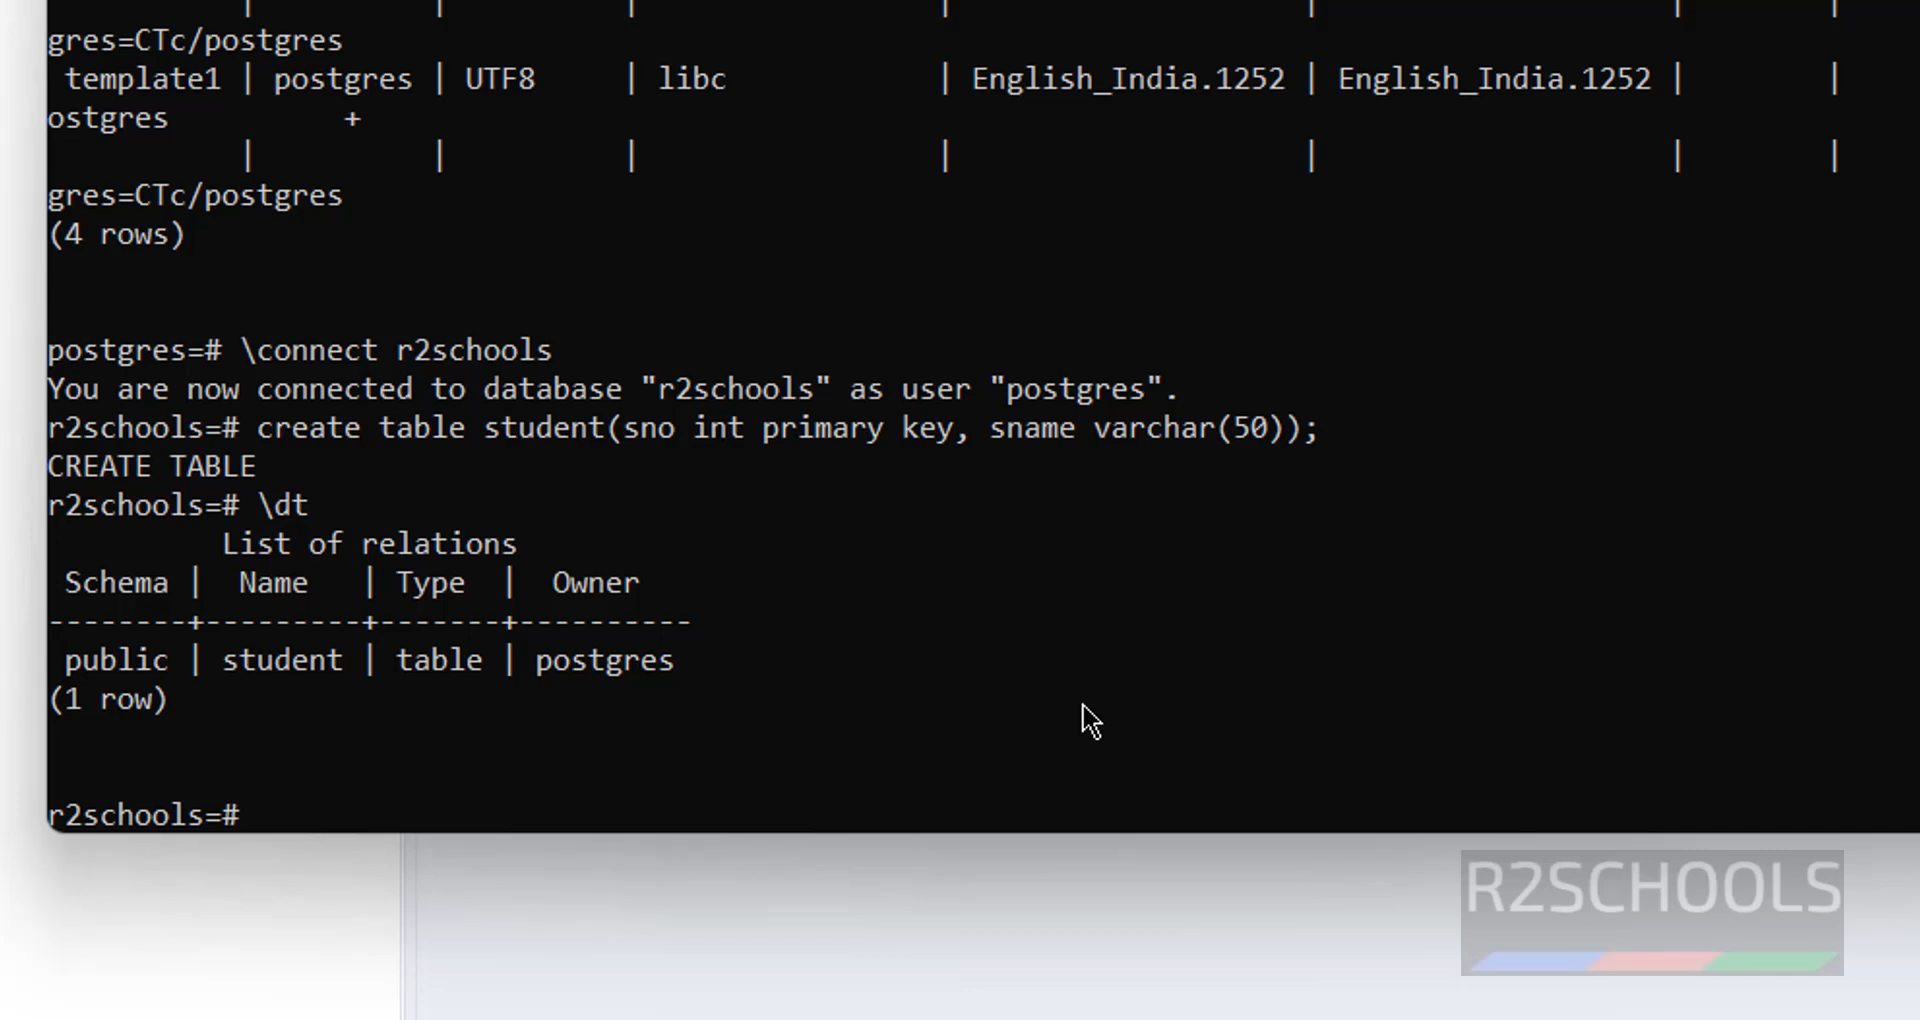 gres=CTc/postgres
template1 | postgres | UTF8 | libc | English_India.1252 | English_India.1252 | |
ostgres +
| | | | | | |
gres=CTc/postgres
(4 rows)
postgres=# \connect r2schools
You are now connected to database "r2schools" as user "postgres".
r2schools=# create table student(sno int primary key, sname varchar(50));
CREATE TABLE
r2schools=# \dt
List of relations
Schema | Name | Type | Owner
--------+---------+-------+----------
public | student | table | postgres
(1 row)
r2schools=#
R2SCHOOLS